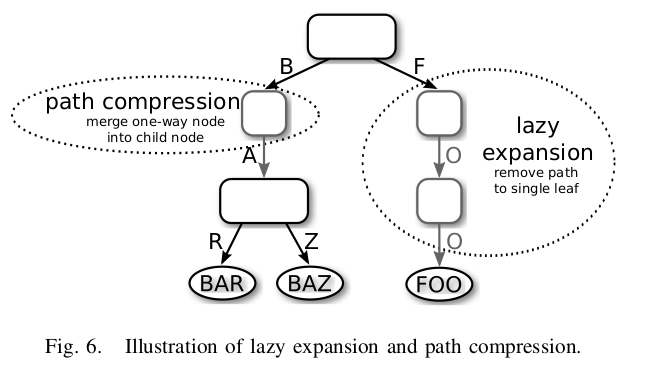 B
F
path compression
merge one-way node
into child node
lazy
expansion
remove path
to single leaf
A
O
R
Z
O
BAR
BAZ
FOO
Fig. 6. Illustration of lazy expansion and path compression.